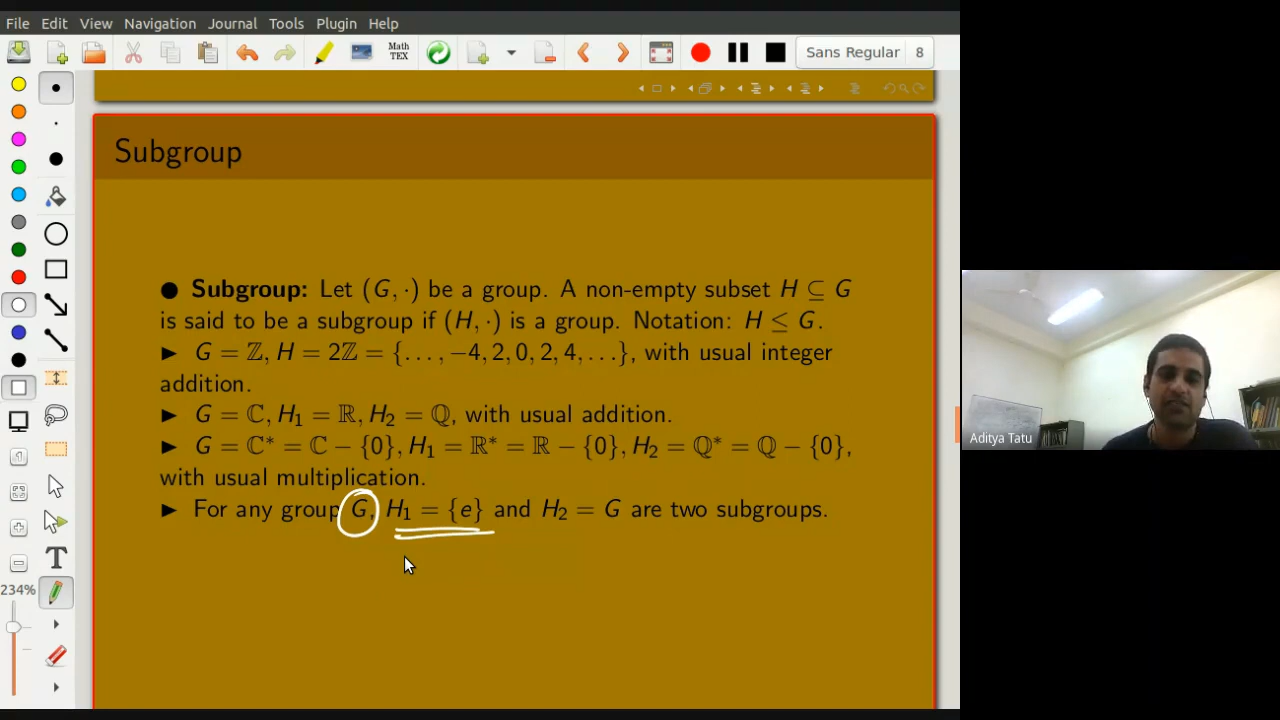 File Edit View Navigation Journal Tools Plugin Help
Math TEX Sans Regular 8
Subgroup
● Subgroup: Let (G, ·) be a group. A non-empty subset H ⊆ G
is said to be a subgroup if (H, ·) is a group. Notation: H ≤ G.
► G = ℤ, H = 2ℤ = {..., −4, 2, 0, 2, 4, ...}, with usual integer
addition.
► G = ℂ, H₁ = ℝ, H₂ = ℚ, with usual addition.
► G = ℂ* = ℂ − {0}, H₁ = ℝ* = ℝ − {0}, H₂ = ℚ* = ℚ − {0},
with usual multiplication.
► For any group G, H₁ = {e} and H₂ = G are two subgroups.
234%
Aditya Tatu